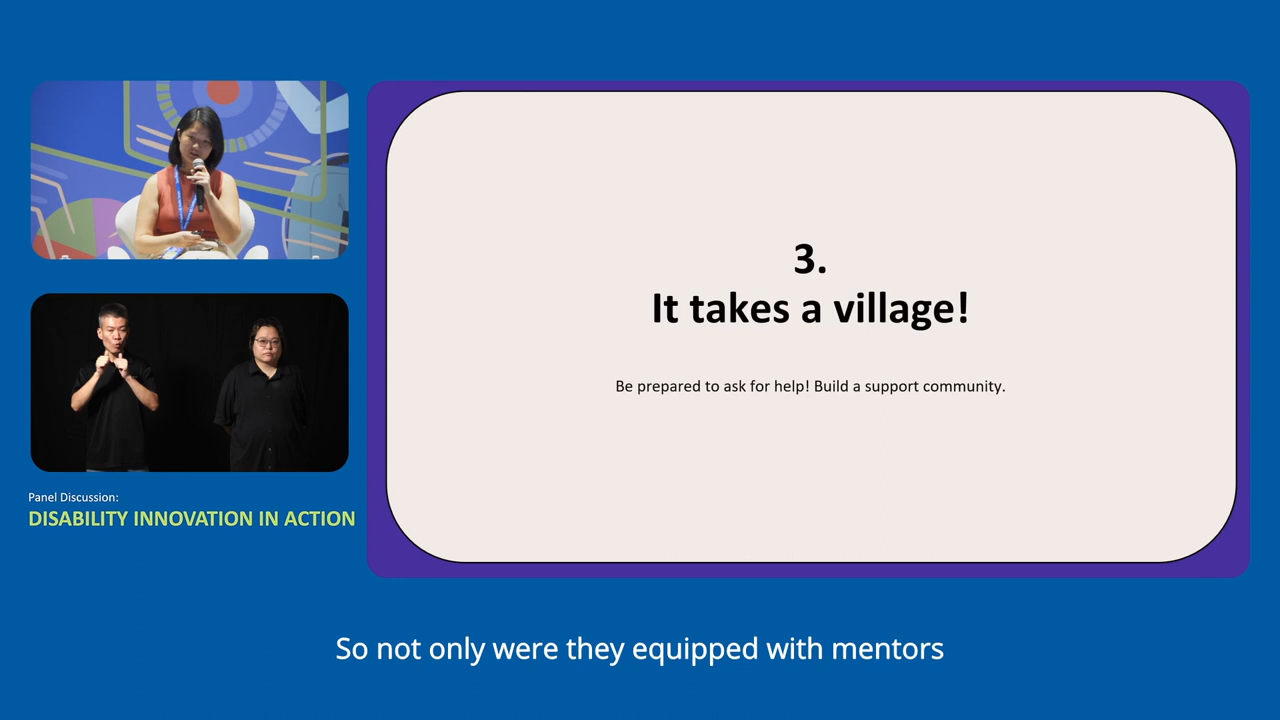 Panel Discussion:
DISABILITY INNOVATION IN ACTION
3.
It takes a village!
Be prepared to ask for help! Build a support community.
So not only were they equipped with mentors